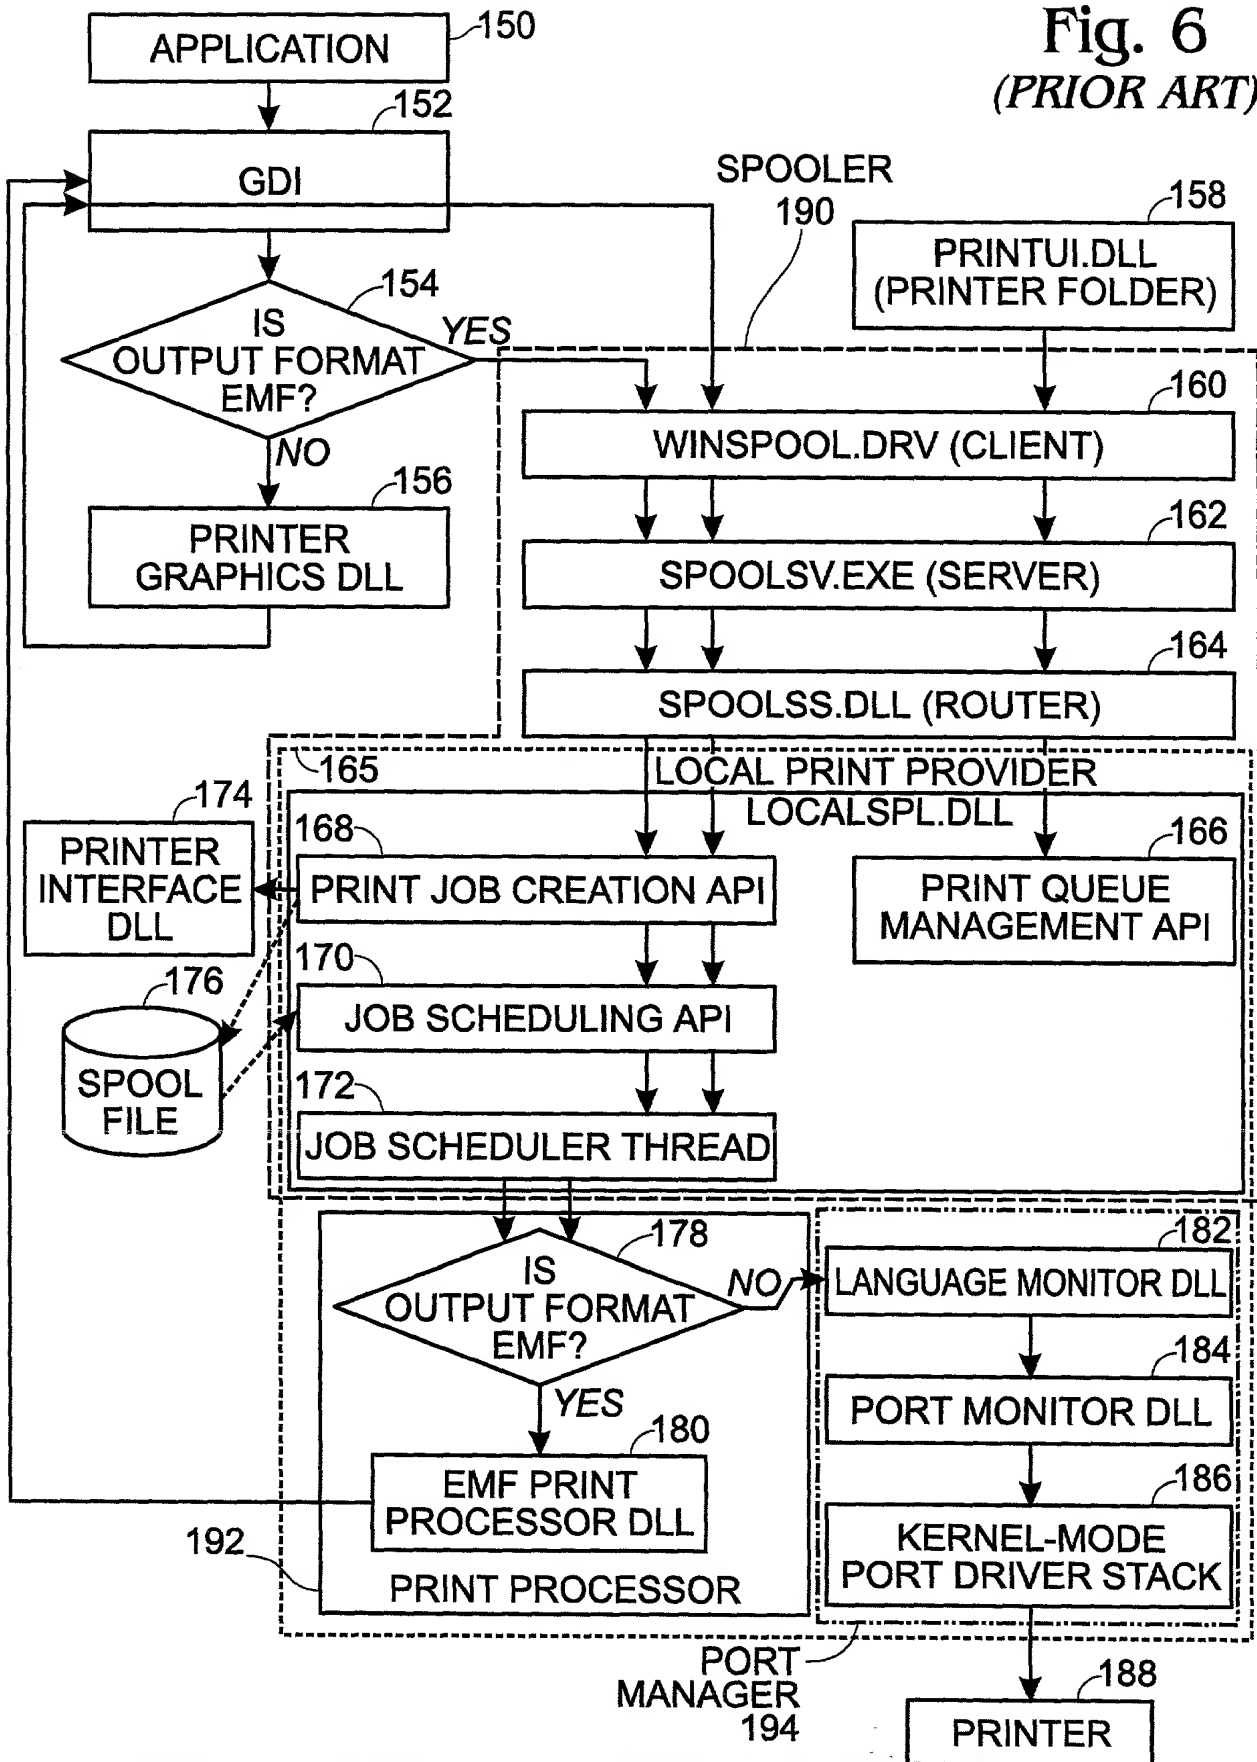 Fig. 6
(PRIOR ART)
APPLICATION
150
152
GDI
SPOOLER
190
158
PRINTUI.DLL
(PRINTER FOLDER)
154
IS
OUTPUT FORMAT
EMF?
YES
NO
156
PRINTER
GRAPHICS DLL
160
WINSPOOL.DRV (CLIENT)
162
SPOOLSV.EXE (SERVER)
164
SPOOLSS.DLL (ROUTER)
165
LOCAL PRINT PROVIDER
LOCALSPL.DLL
174
PRINTER
INTERFACE
DLL
168
PRINT JOB CREATION API
166
PRINT QUEUE
MANAGEMENT API
170
JOB SCHEDULING API
176
SPOOL
FILE
172
JOB SCHEDULER THREAD
178
IS
OUTPUT FORMAT
EMF?
NO
YES
182
LANGUAGE MONITOR DLL
184
PORT MONITOR DLL
180
EMF PRINT
PROCESSOR DLL
186
KERNEL-MODE
PORT DRIVER STACK
192
PRINT PROCESSOR
PORT
MANAGER
194
188
PRINTER